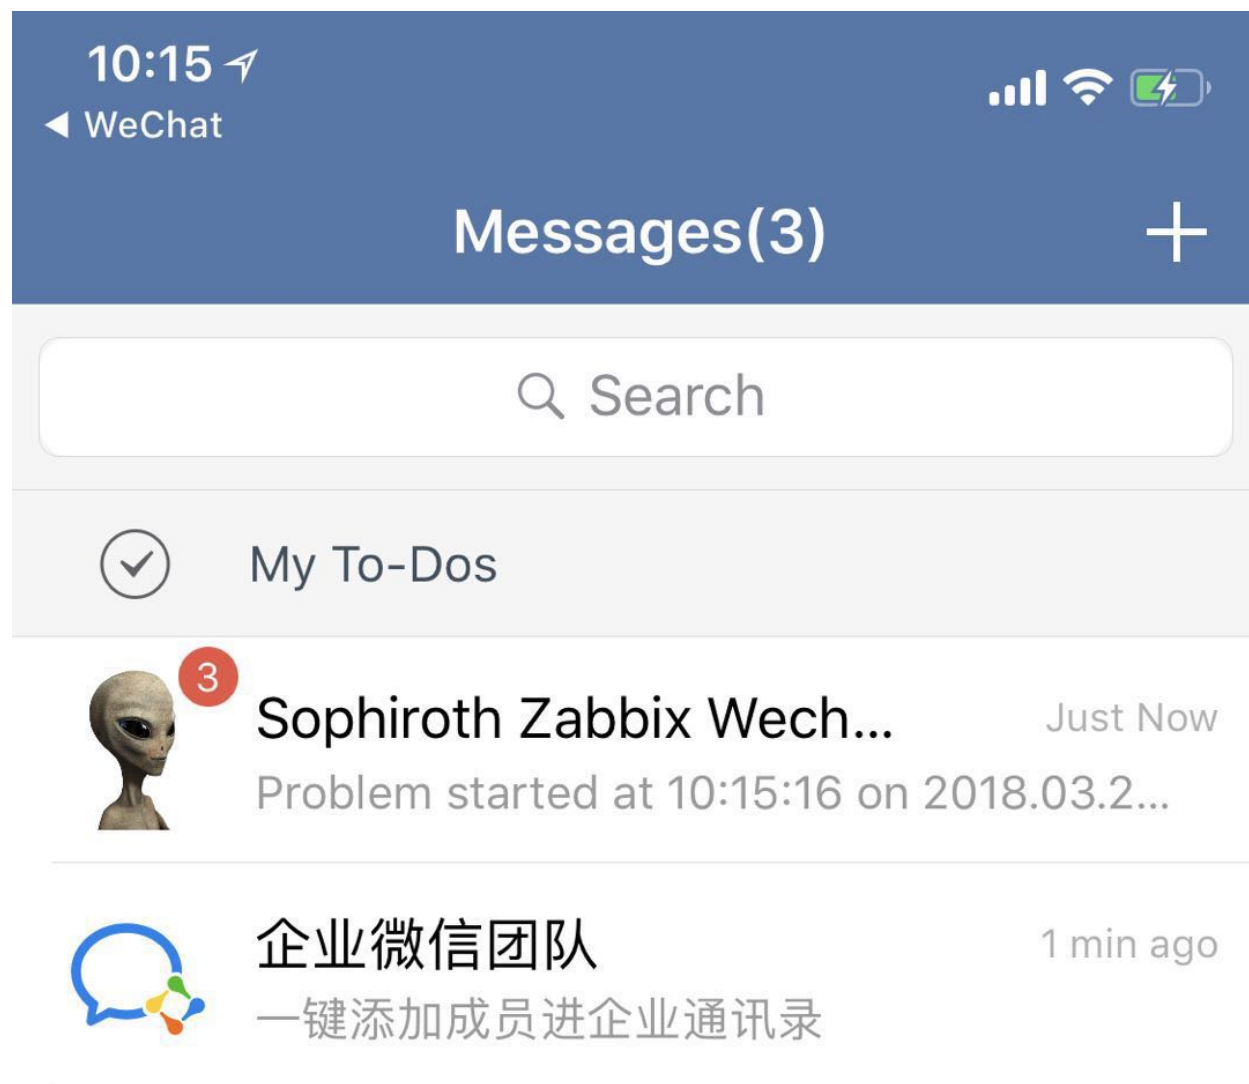 10:15
WeChat
Messages(3)
Search
My To-Dos
3
Sophiroth Zabbix Wech...
Just Now
Problem started at 10:15:16 on 2018.03.2...
企业微信团队
1 min ago
一键添加成员进企业通讯录